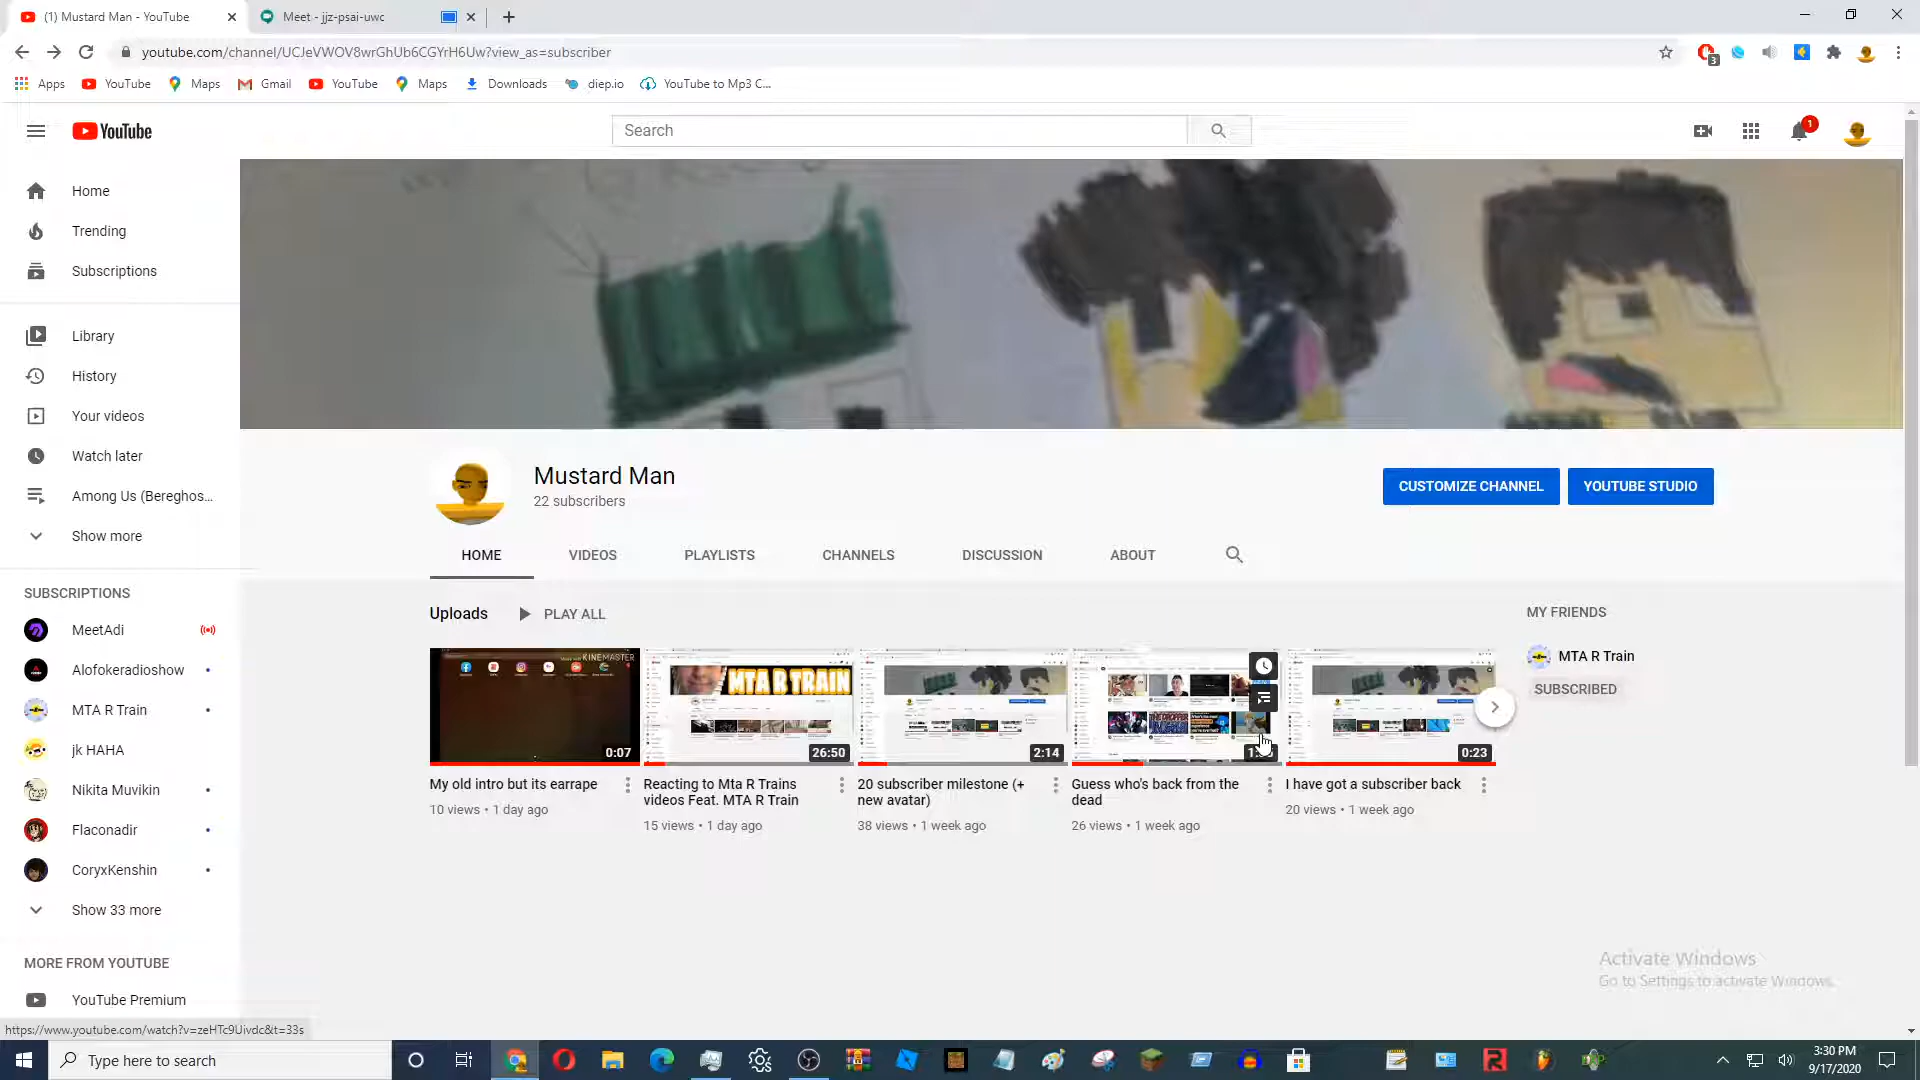 (1) Mustard Man - YouTube
Meet - jjz-psai-uwc
youtube.com/channel/UCJeVWOV8wrGhUb6CGYrH6Uw?view_as=subscriber
3
Apps
YouTube
Maps
Gmail
YouTube
Maps
Downloads
diep.io
YouTube to Mp3 C...
YouTube
Search
1
Home
Trending
Subscriptions
Library
History
Your videos
Watch later
Among Us (Bereghos...
Show more
SUBSCRIPTIONS
MeetAdi
Alofokeradioshow
MTA R Train
jk HAHA
Nikita Muvikin
Flaconadir
CoryxKenshin
Show 33 more
MORE FROM YOUTUBE
YouTube Premium
Mustard Man
22 subscribers
CUSTOMIZE CHANNEL
YOUTUBE STUDIO
HOME
VIDEOS
PLAYLISTS
CHANNELS
DISCUSSION
ABOUT
Uploads
PLAY ALL
KINEMASTER
0:07
My old intro but its earrape
10 views • 1 day ago
MTA R TRAIN
26:50
Reacting to Mta R Trains
videos Feat. MTA R Train
15 views • 1 day ago
2:14
20 subscriber milestone (+
new avatar)
38 views • 1 week ago
Guess who's back from the
dead
26 views • 1 week ago
0:23
I have got a subscriber back
20 views • 1 week ago
MY FRIENDS
MTA R Train
SUBSCRIBED
Activate Windows
Go to Settings to activate Windows.
https://www.youtube.com/watch?v=zeHTc9Uivdc&t=33s
Type here to search
3:30 PM
9/17/2020